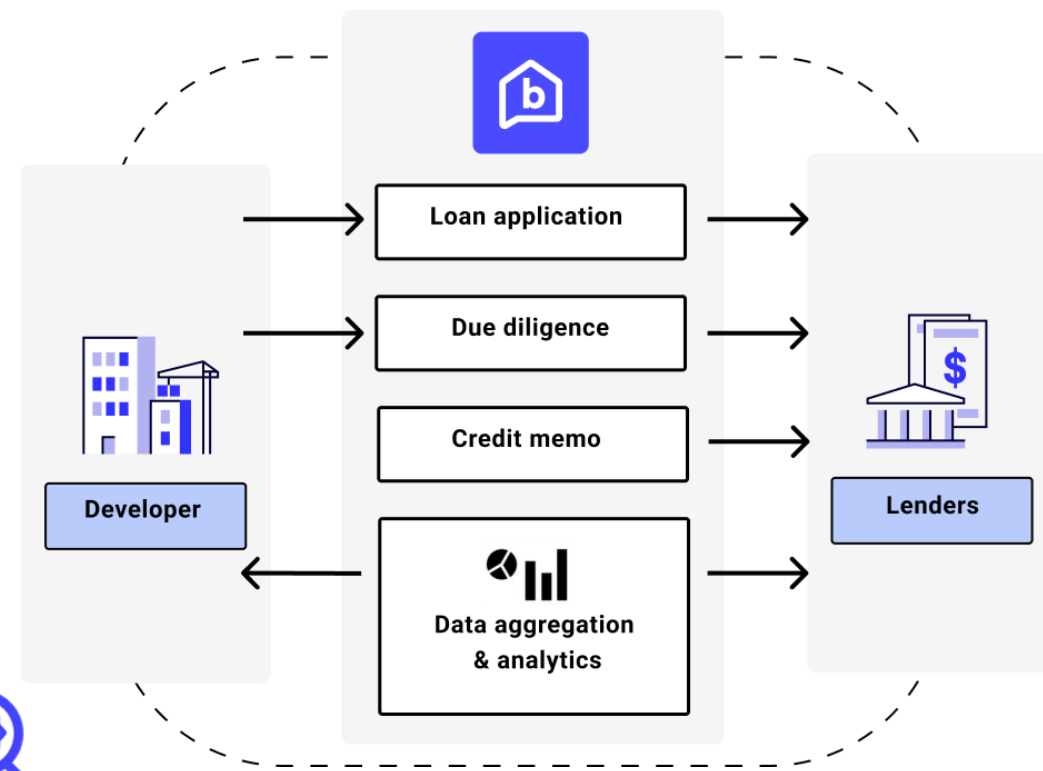 b
Loan application
Due diligence
Credit memo
$
Developer
Lenders
Data aggregation
& analytics